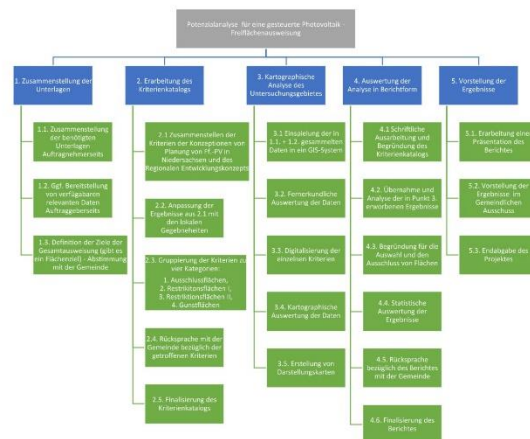 Potenzialanalyse für eine gesteuerte Photovoltaik -
Freiflächenausweisung
1. Zusammenstellung der
Unterlagen
1.1. Zusammenstellung
der benötigten
Unterlagen
Auftragnehmerseits
1.2. Ggf. Bereitstellung
von verfügbaren
relevanten Daten
Auftraggeberseits
1.3. Definition der Ziele der
Gesamtausweisung (gibt es
ein Flächenziel) - Abstimmung
mit der Gemeinde
2. Erarbeitung des
Kriterienkatalogs
2.1 Zusammenstellen der
Kriterien der Konzeptionen von
Planung von FF-PV in
Niedersachsen und des
Regionalen Entwicklungskonzepts
2.2. Anpassung der
Ergebnisse aus 2.1 mit
den lokalen
Gegebenheiten
2.3. Gruppierung der Kriterien zu
vier Kategorien:
1. Ausschlussflächen,
2. Restriktionsflächen I,
3. Restriktionsflächen II,
4. Gunstflächen
2.4. Rücksprache mit der
Gemeinde bezüglich der
getroffenen Kriterien
2.5. Finalisierung des
Kriterienkatalogs
3. Kartographische
Analyse des
Untersuchungsgebietes
3.1 Einspielung der in
1.1. + 1.2. gesammelten
Daten in ein GIS-System
3.2. Fernerkundliche
Auswertung der Daten
3.3. Digitalisierung der
einzelnen Kriterien
3.4. Kartographische
Auswertung der Daten
3.5. Erstellung von
Darstellungskarten
4. Auswertung der
Analyse in Berichtform
4.1 Schriftliche
Ausarbeitung und
Begründung des
Kriterienkatalogs
4.2. Übernahme und
Analyse der in Punkt 3.
erworbenen Ergebnisse
4.3. Begründung für die
Auswahl und den
Ausschluss von Flächen
4.4. Statistische
Auswertung der
Ergebnisse
4.5. Rücksprache
bezüglich des Berichtes
mit der Gemeinde
4.6. Finalisierung des
Berichtes
5. Vorstellung der
Ergebnisse
5.1. Erarbeitung einer
Präsentation des
Berichtes
5.2. Vorstellung der
Ergebnisse im
Gemeindlichen
Ausschuss
5.3. Endabgabe des
Projektes